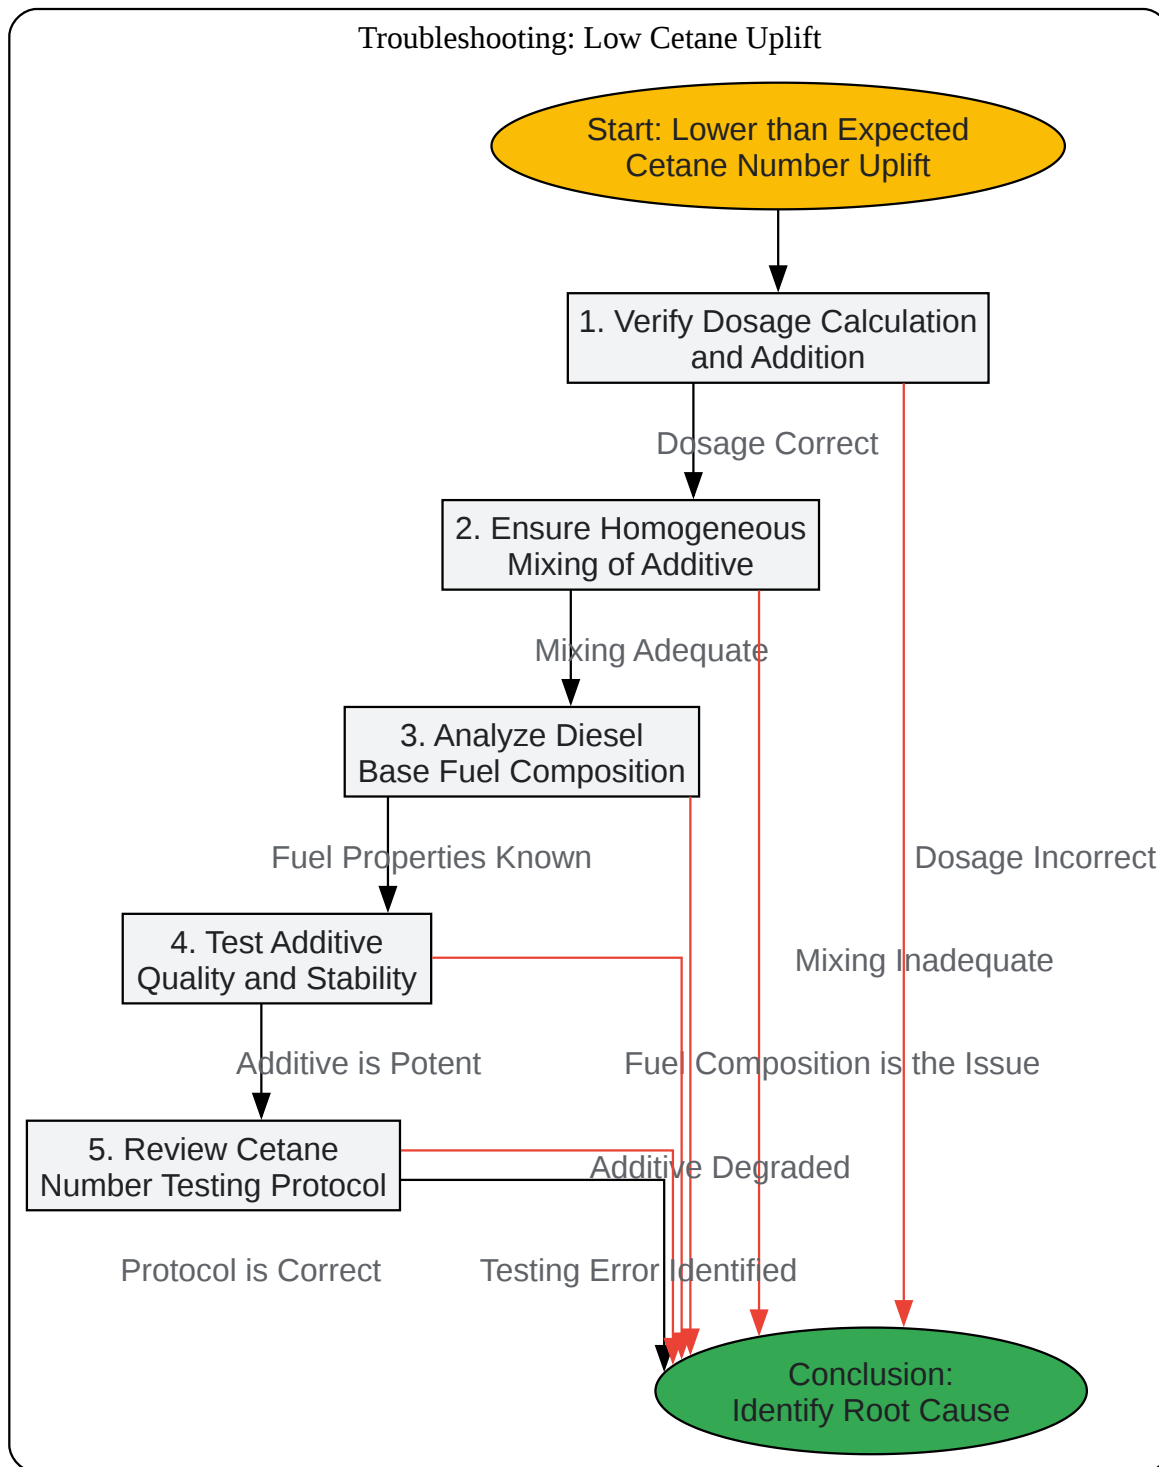 Troubleshooting: Low Cetane Uplift
Start: Lower than Expected
Cetane Number Uplift
1. Verify Dosage Calculation
and Addition
Dosage Correct
2. Ensure Homogeneous
Mixing of Additive
Mixing Adequate
3. Analyze Diesel
Base Fuel Composition
Fuel Properties Known
Dosage Incorrect
4. Test Additive
Quality and Stability
Mixing Inadequate
Additive is Potent
Fuel Composition is the Issue
5. Review Cetane
Number Testing Protocol
Additive Degraded
Protocol is Correct
Testing Error Identified
Conclusion:
Identify Root Cause